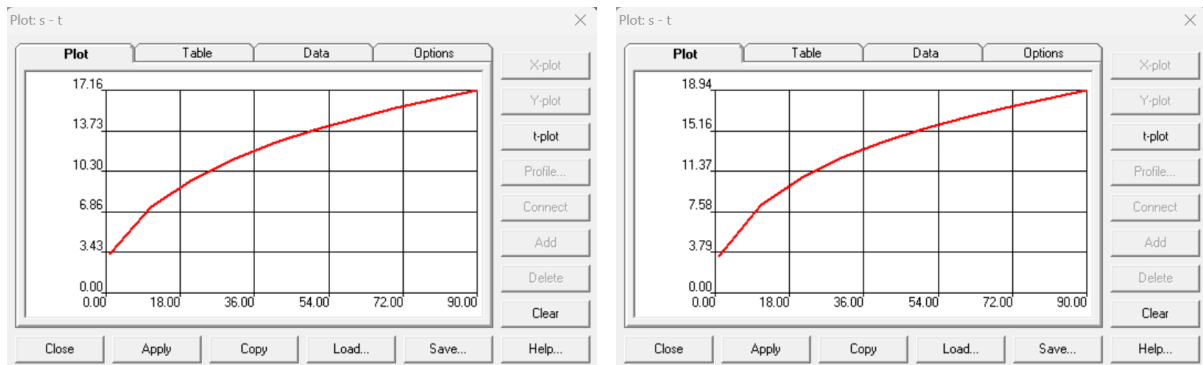 Plot: s - t
Plot Table Data Options
17.16
13.73
10.30
6.86
3.43
0.00
0.00 18.00 36.00 54.00 72.00 90.00
X-plot
Y-plot
t-plot
Profile...
Connect
Add
Delete
Clear
Close Apply Copy Load... Save... Help...
Plot: s - t
Plot Table Data Options
18.94
15.16
11.37
7.58
3.79
0.00
0.00 18.00 36.00 54.00 72.00 90.00
X-plot
Y-plot
t-plot
Profile...
Connect
Add
Delete
Clear
Close Apply Copy Load... Save... Help...